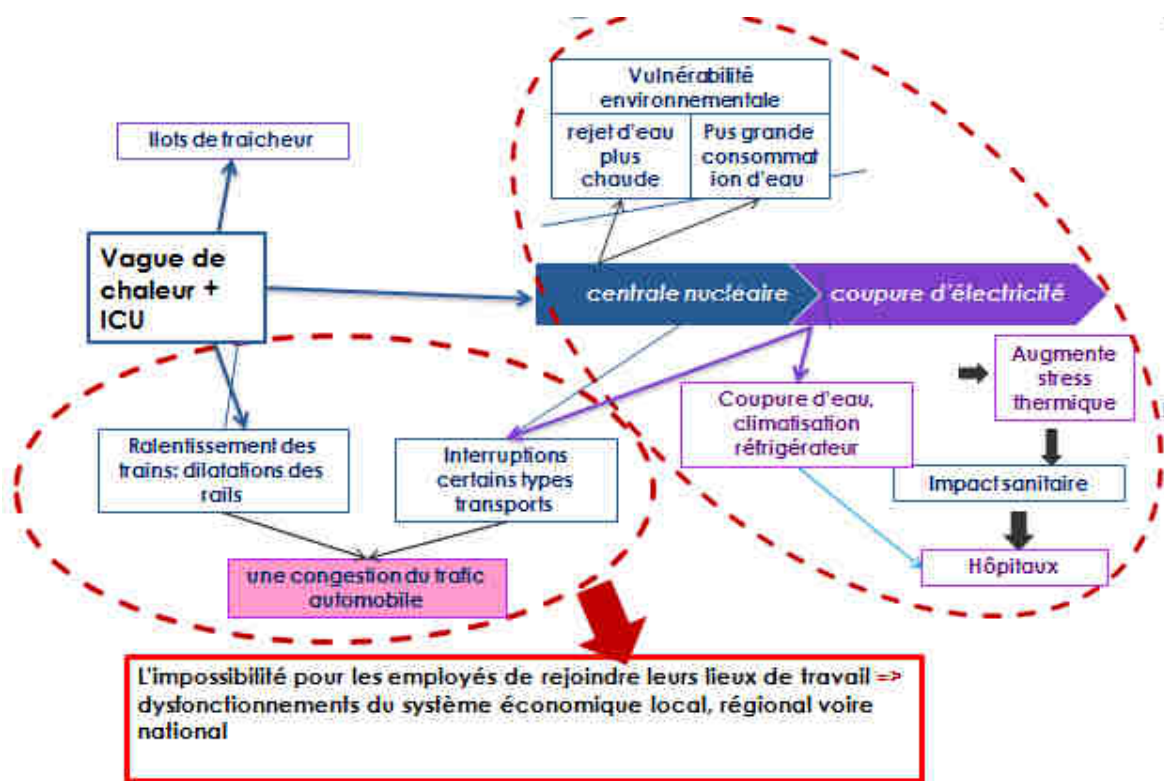 Vulnérabilité
environnementale
rejet d'eau
plus
chaude
Pus grande
consommat
ion d'eau
Ilots de fraicheur
Vague de
chaleur +
ICU
centrale nucléaire
coupure d'électricité
Augmente
stress
thermique
Coupure d'eau,
climatisation
réfrigérateur
Ralentissement des
trains: dilatations des
rails
Interruptions
certains types
transports
Impact sanitaire
Hôpitaux
une congestion du trafic
automobile
L'impossibilité pour les employés de rejoindre leurs lieux de travail =>
dysfonctionnements du système économique local, régional voire
national